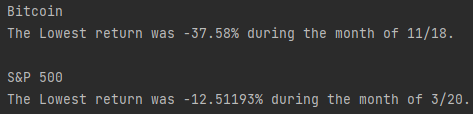 Bitcoin
The Lowest return was -37.58% during the month of 11/18.
S&P 500
The Lowest return was -12.51193% during the month of 3/20.